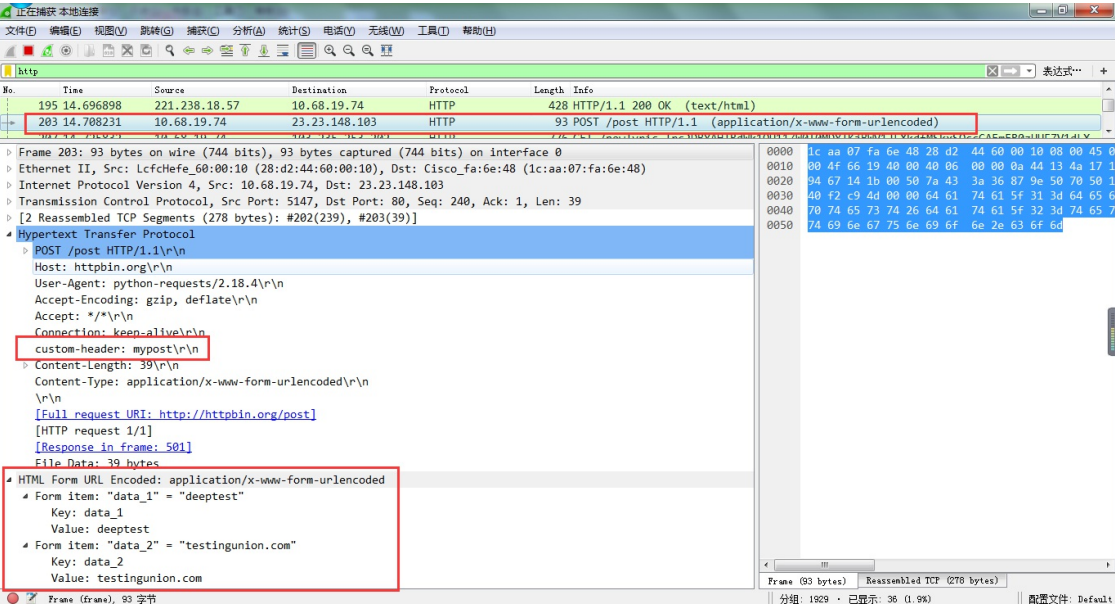 正在捕获 本地连接
文件(F) 编辑(E) 视图(V) 跳转(G) 捕获(C) 分析(A) 统计(S) 电话(Y) 无线(W) 工具(T) 帮助(H)
http 表达式… +
No. Time Source Destination Protocol Length Info
195 14.696898 221.238.18.57 10.68.19.74 HTTP 428 HTTP/1.1 200 OK (text/html)
203 14.708231 10.68.19.74 23.23.148.103 HTTP 93 POST /post HTTP/1.1 (application/x-www-form-urlencoded)
Frame 203: 93 bytes on wire (744 bits), 93 bytes captured (744 bits) on interface 0
Ethernet II, Src: LcfcHefe_60:00:10 (28:d2:44:60:00:10), Dst: Cisco_fa:6e:48 (1c:aa:07:fa:6e:48)
Internet Protocol Version 4, Src: 10.68.19.74, Dst: 23.23.148.103
Transmission Control Protocol, Src Port: 5147, Dst Port: 80, Seq: 240, Ack: 1, Len: 39
[2 Reassembled TCP Segments (278 bytes): #202(239), #203(39)]
Hypertext Transfer Protocol
POST /post HTTP/1.1\r\n
Host: httpbin.org\r\n
User-Agent: python-requests/2.18.4\r\n
Accept-Encoding: gzip, deflate\r\n
Accept: */*\r\n
Connection: keep-alive\r\n
custom-header: mypost\r\n
Content-Length: 39\r\n
Content-Type: application/x-www-form-urlencoded\r\n
\r\n
[Full request URI: http://httpbin.org/post]
[HTTP request 1/1]
[Response in frame: 501]
File Data: 39 bytes
HTML Form URL Encoded: application/x-www-form-urlencoded
Form item: "data_1" = "deeptest"
Key: data_1
Value: deeptest
Form item: "data_2" = "testingunion.com"
Key: data_2
Value: testingunion.com
0000 1c aa 07 fa 6e 48 28 d2 44 60 00 10 08 00 45 0
0010 00 4f 66 19 40 00 40 06 00 00 0a 44 13 4a 17 1
0020 94 67 14 1b 00 50 7a 43 3a 36 87 9e 50 70 50 1
0030 40 f2 c9 4d 00 00 64 61 74 61 5f 31 3d 64 65 6
0040 70 74 65 73 74 26 64 61 74 61 5f 32 3d 74 65 7
0050 74 69 6e 67 75 6e 69 6f 6e 2e 63 6f 6d
Frame (93 bytes) Reassembled TCP (278 bytes)
Frame (frame), 93 字节 分组: 1929 · 已显示: 36 (1.9%) 配置文件: Default